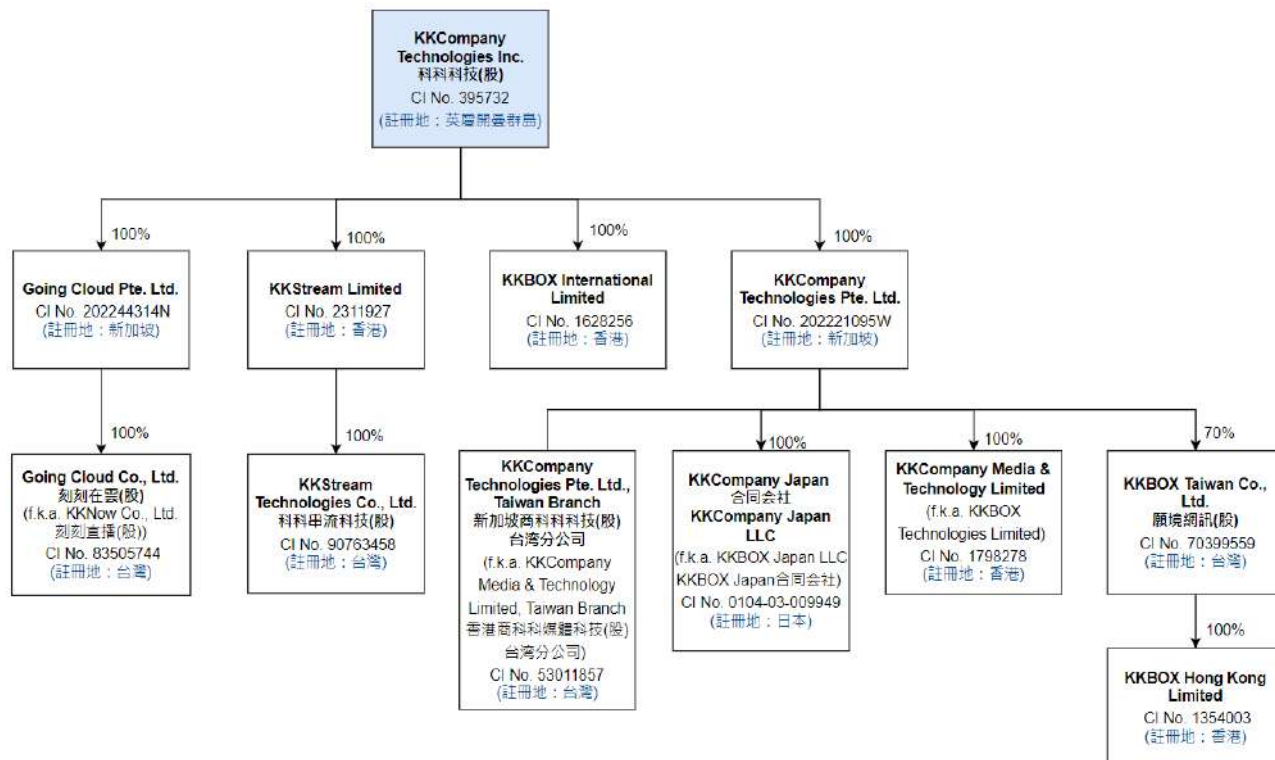 KKCompany
Technologies Inc.
科科科技(股)
CI No. 395732
(註冊地：英屬開曼群島)
100%
100%
100%
100%
Going Cloud Pte. Ltd.
CI No. 202244314N
(註冊地：新加坡)
KKStream Limited
CI No. 2311927
(註冊地：香港)
KKBOX International
Limited
CI No. 1628256
(註冊地：香港)
KKCompany
Technologies Pte. Ltd.
CI No. 202221095W
(註冊地：新加坡)
100%
100%
100%
100%
70%
Going Cloud Co., Ltd.
刻刻在雲(股)
(f.k.a. KKNow Co., Ltd.
刻刻直播(股))
CI No. 83505744
(註冊地：台灣)
KKStream
Technologies Co., Ltd.
科科串流科技(股)
CI No. 90763458
(註冊地：台灣)
KKCompany
Technologies Pte. Ltd.,
Taiwan Branch
新加坡商科科科技(股)
台湾分公司
(f.k.a. KKCompany
Media & Technology
Limited, Taiwan Branch
香港商科科媒體科技(股)
台湾分公司)
CI No. 53011857
(註冊地：台灣)
KKCompany Japan
合同会社
KKCompany Japan
LLC
(f.k.a. KKBOX Japan LLC
KKBOX Japan合同会社)
CI No. 0104-03-009949
(註冊地：日本)
KKCompany Media &
Technology Limited
(f.k.a. KKBOX
Technologies Limited)
CI No. 1798278
(註冊地：香港)
KKBOX Taiwan Co.,
Ltd.
願境網訊(股)
CI No. 70399559
(註冊地：台灣)
100%
KKBOX Hong Kong
Limited
CI No. 1354003
(註冊地：香港)